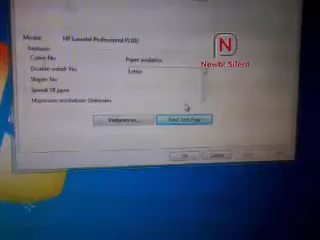 Model: HP LaserJet Professional P1102
Features
Color: No
Paper available:
Double-sided: Yes
Letter
Staple: No
Speed: 18 ppm
Maximum resolution: Unknown
Preferences...
Print Test Page
OK
Cancel
N
Newbi Silent